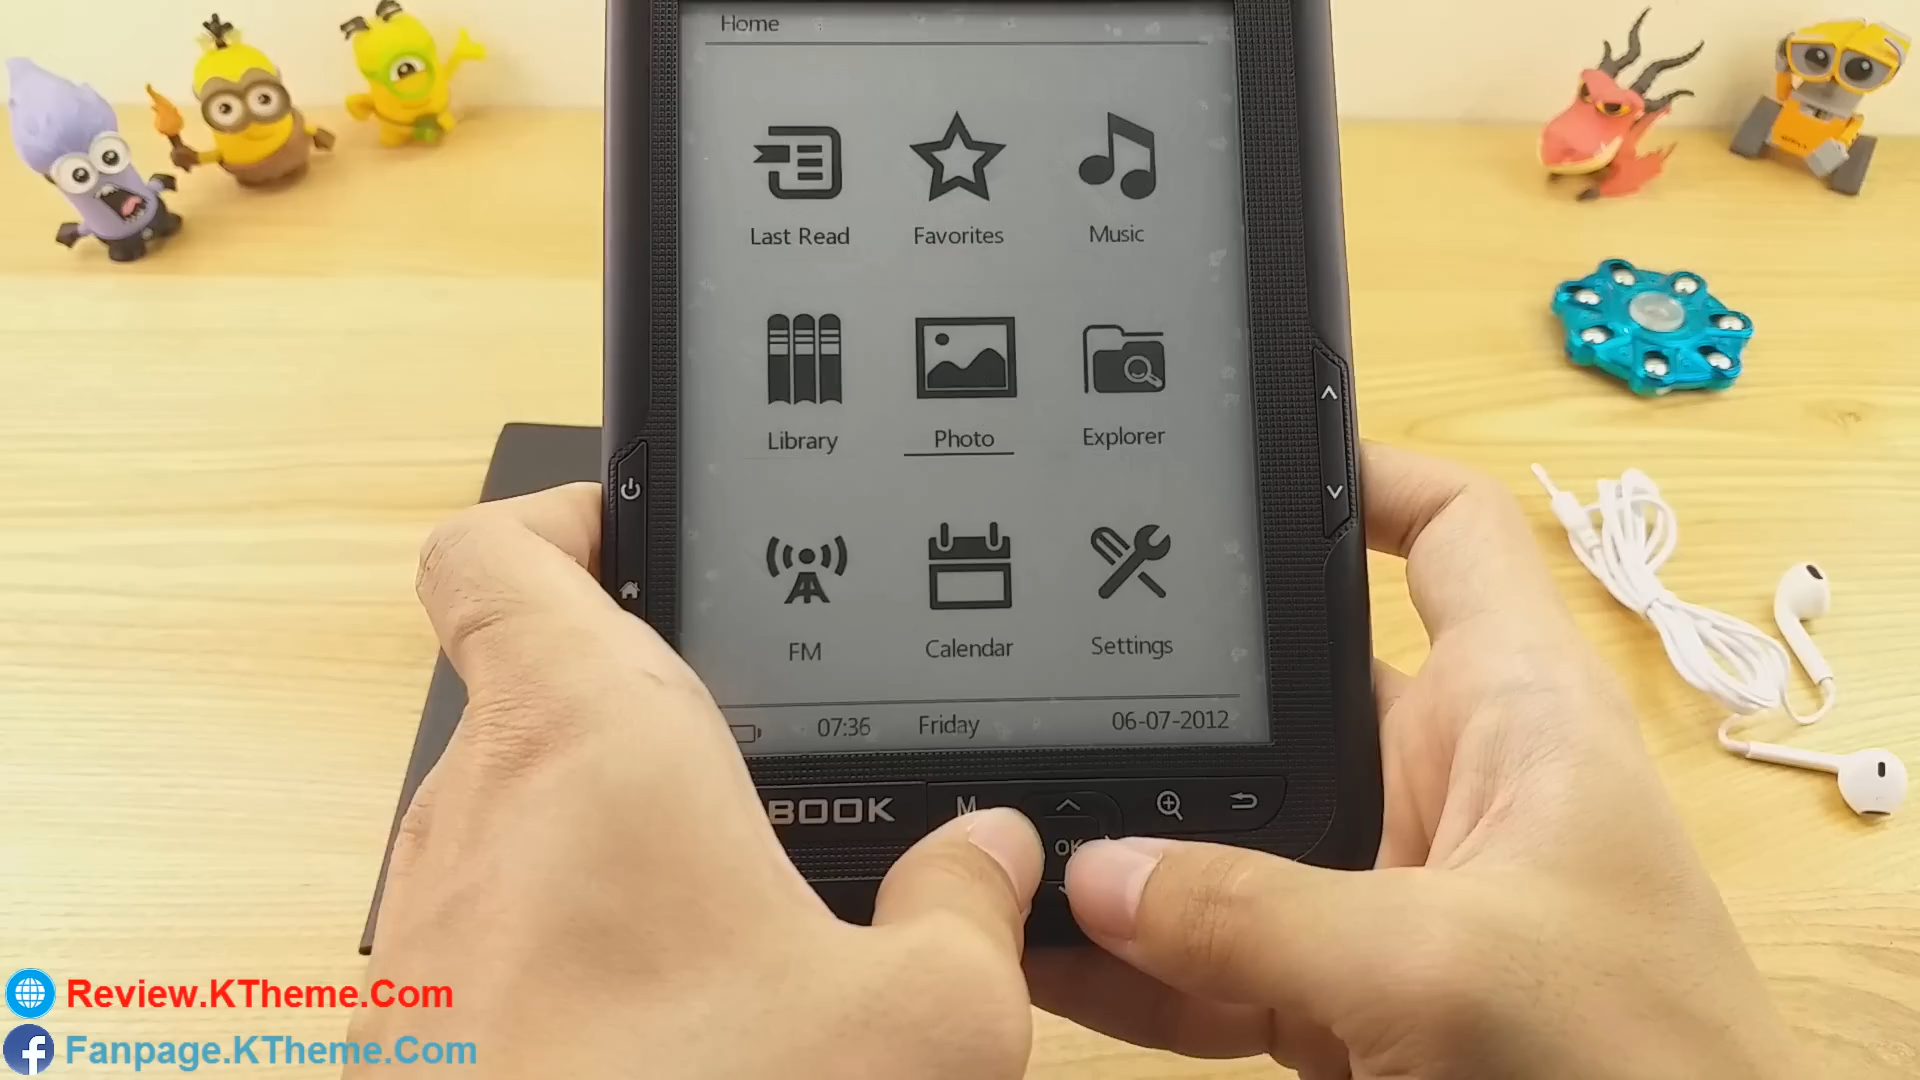 Home
Last Read
Favorites
Music
Library
Photo
Explorer
FM
Calendar
Settings
07:36
Friday
06-07-2012
BOOK
M
OK
Review.KTheme.Com
Fanpage.KTheme.Com